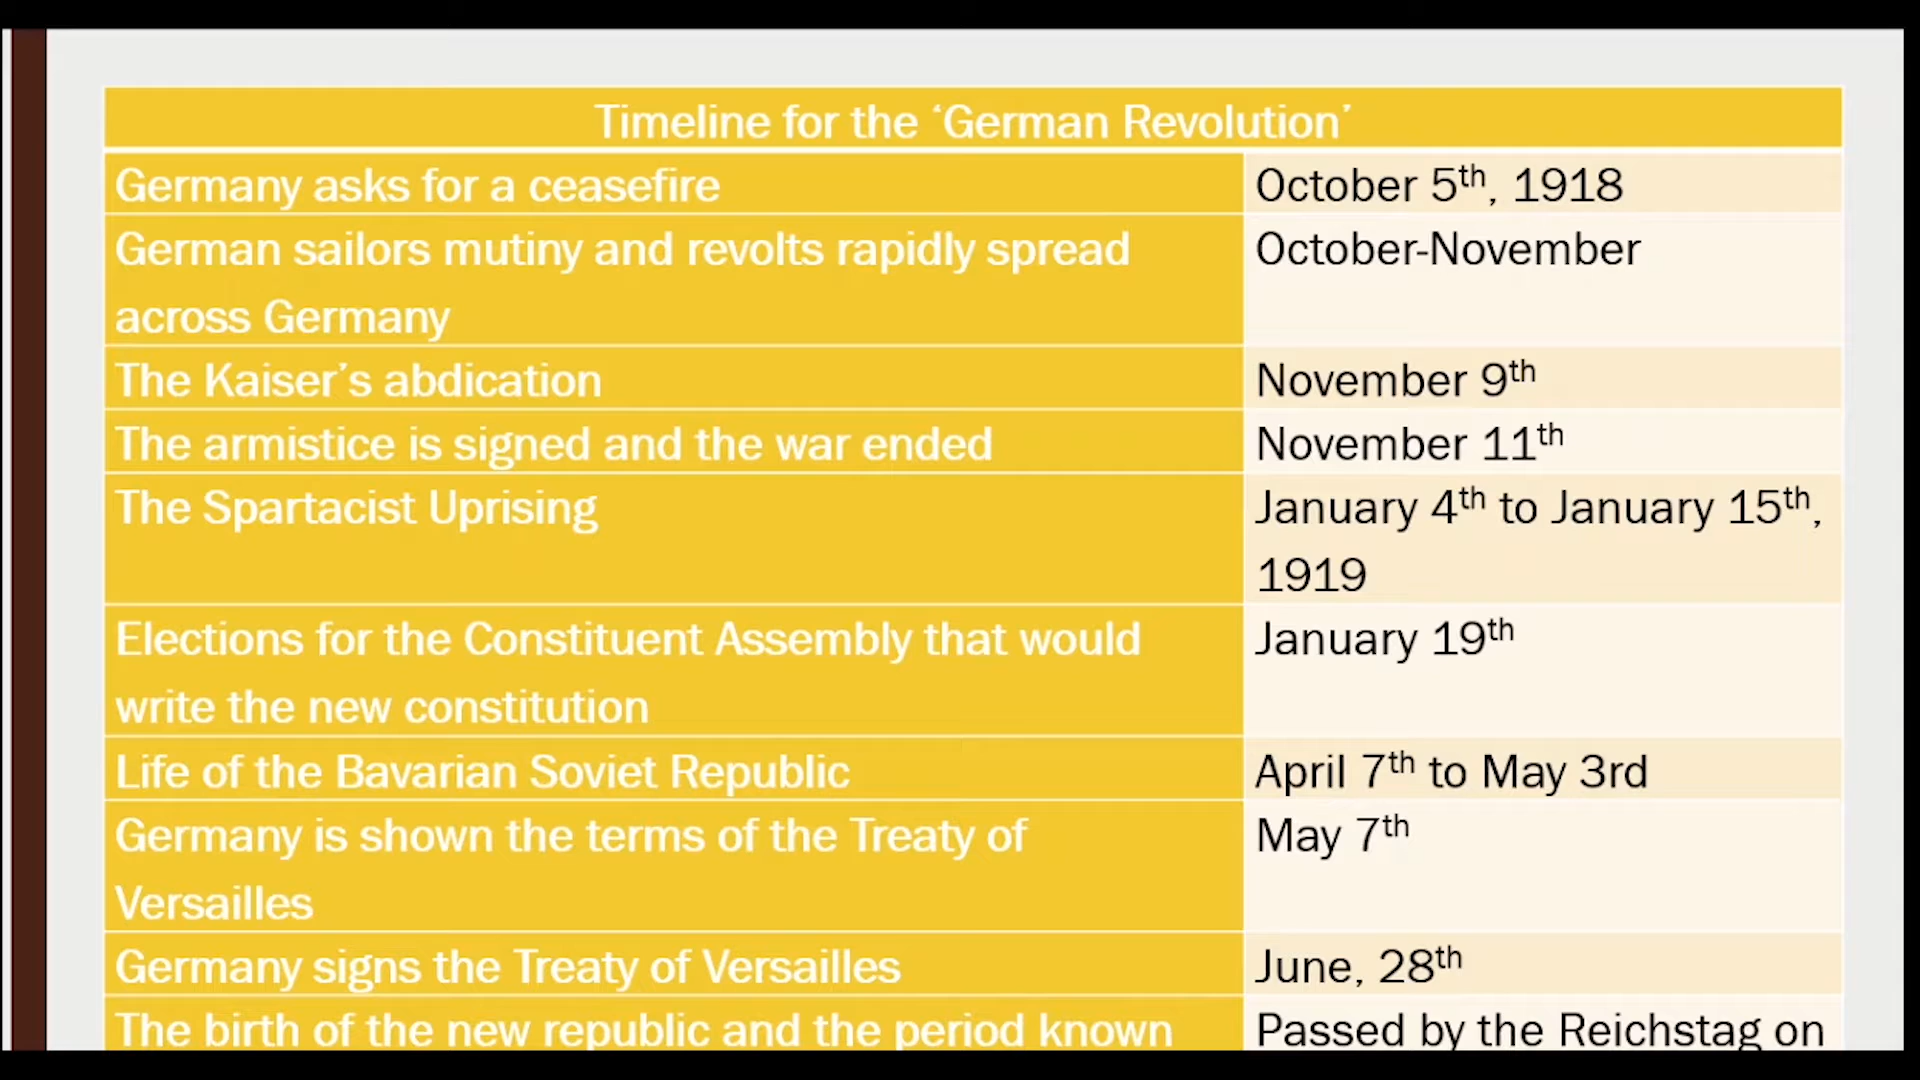 Timeline for the ‘German Revolution’
Germany asks for a ceasefire
October 5th, 1918
German sailors mutiny and revolts rapidly spread
across Germany
October-November
The Kaiser’s abdication
November 9th
The armistice is signed and the war ended
November 11th
The Spartacist Uprising
January 4th to January 15th,
1919
Elections for the Constituent Assembly that would
write the new constitution
January 19th
Life of the Bavarian Soviet Republic
April 7th to May 3rd
Germany is shown the terms of the Treaty of
Versailles
May 7th
Germany signs the Treaty of Versailles
June, 28th
The birth of the new republic and the period known
Passed by the Reichstag on